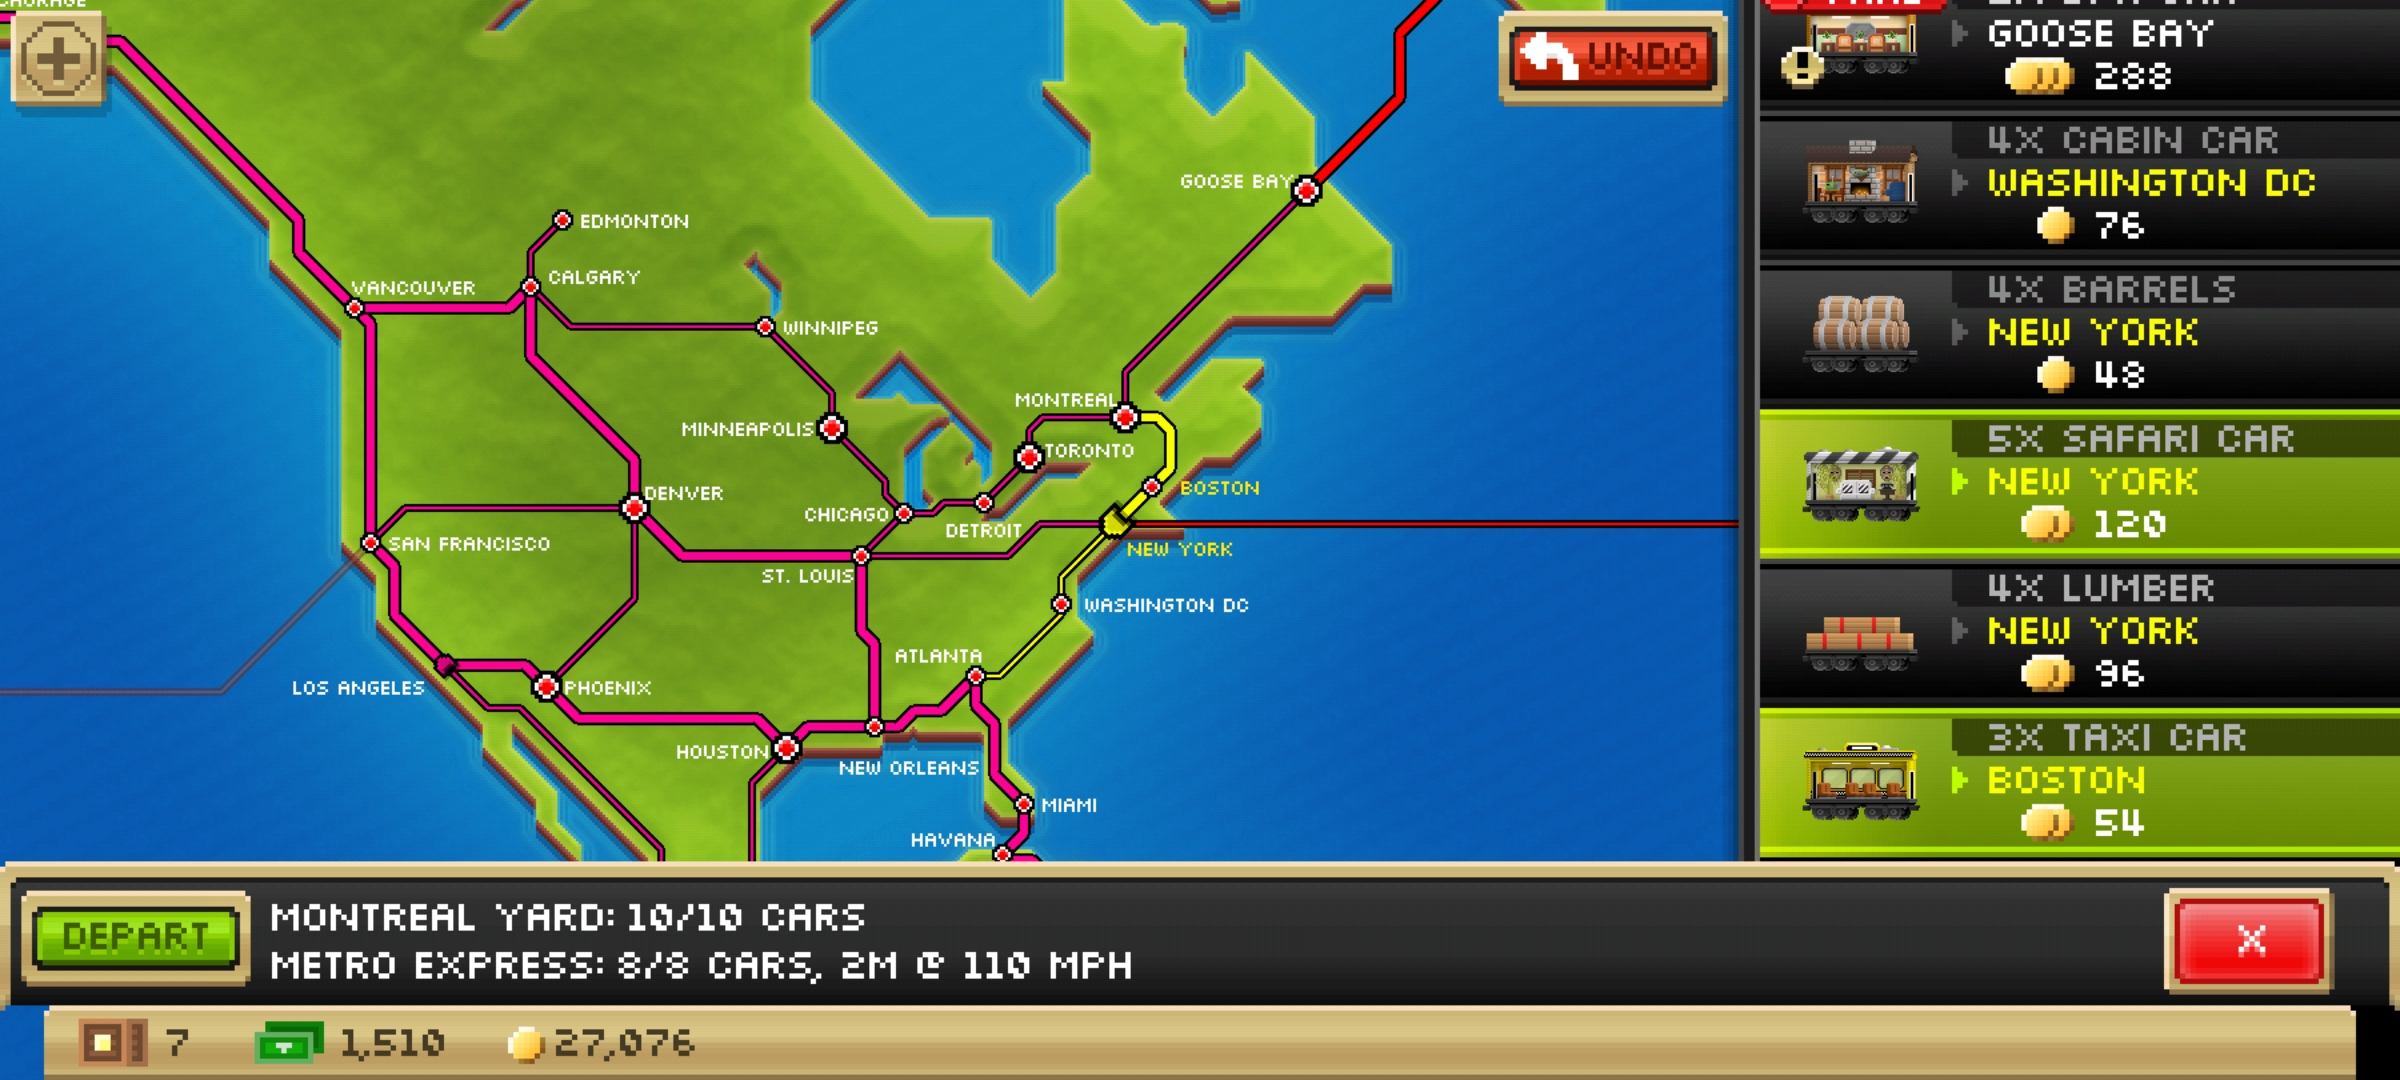 UNDO
GOOSE BAY
288
4X CABIN CAR
WASHINGTON DC
76
4X BARRELS
NEW YORK
48
5X SAFARI CAR
NEW YORK
120
4X LUMBER
NEW YORK
96
3X TAXI CAR
BOSTON
54
GOOSE BAY
EDMONTON
CALGARY
VANCOUVER
WINNIPEG
MONTREAL
MINNEAPOLIS
TORONTO
DENVER
BOSTON
CHICAGO
DETROIT
SAN FRANCISCO
NEW YORK
ST. LOUIS
WASHINGTON DC
ATLANTA
LOS ANGELES
PHOENIX
HOUSTON
NEW ORLEANS
MIAMI
HAVANA
DEPART
MONTREAL YARD: 10/10 CARS
METRO EXPRESS: 8/8 CARS, 2M @ 110 MPH
X
7
1,510
27,076